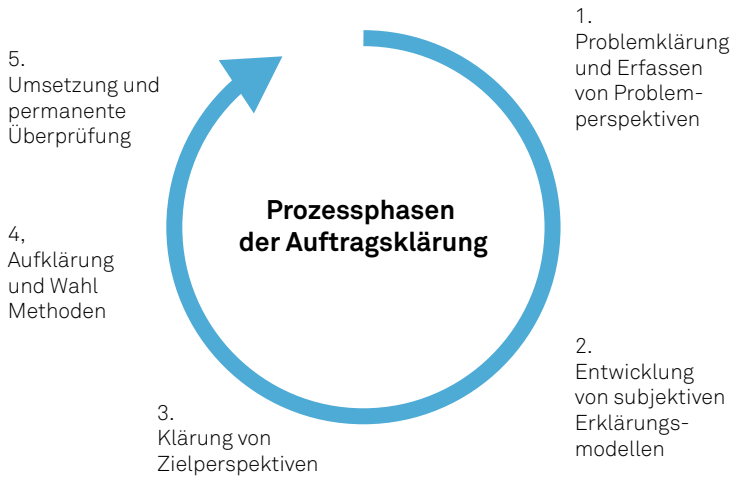 1.
Problemklärung
und Erfassen
von Problem-
perspektiven
2.
Entwicklung
von subjektiven
Erklärungs-
modellen
3.
Klärung von
Zielperspektiven
4,
Aufklärung
und Wahl
Methoden
5.
Umsetzung und
permanente
Überprüfung
Prozessphasen
der Auftragsklärung